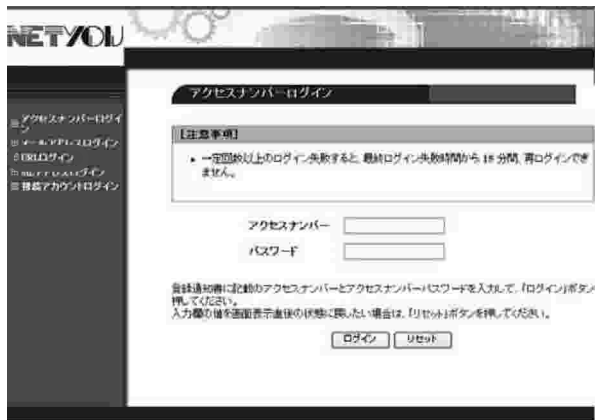 NETYOU
アクセスナンバーログイン
アクセスナンバーログイ
ン
メールアドレスログイン
接続アカウントログイン
【注意事項】
一定回数以上のログイン失敗すると、最終ログイン失敗時間から 15 分間、再ログインでき
ません。
アクセスナンバー
パスワード
登録通知書に記載のアクセスナンバーとアクセスナンバーパスワードを入力して、「ログイン」ボタン
押してください。
入力欄の値を画面表示直後の状態に戻したい場合は、「リセット」ボタンを押してください。
ログイン リセット